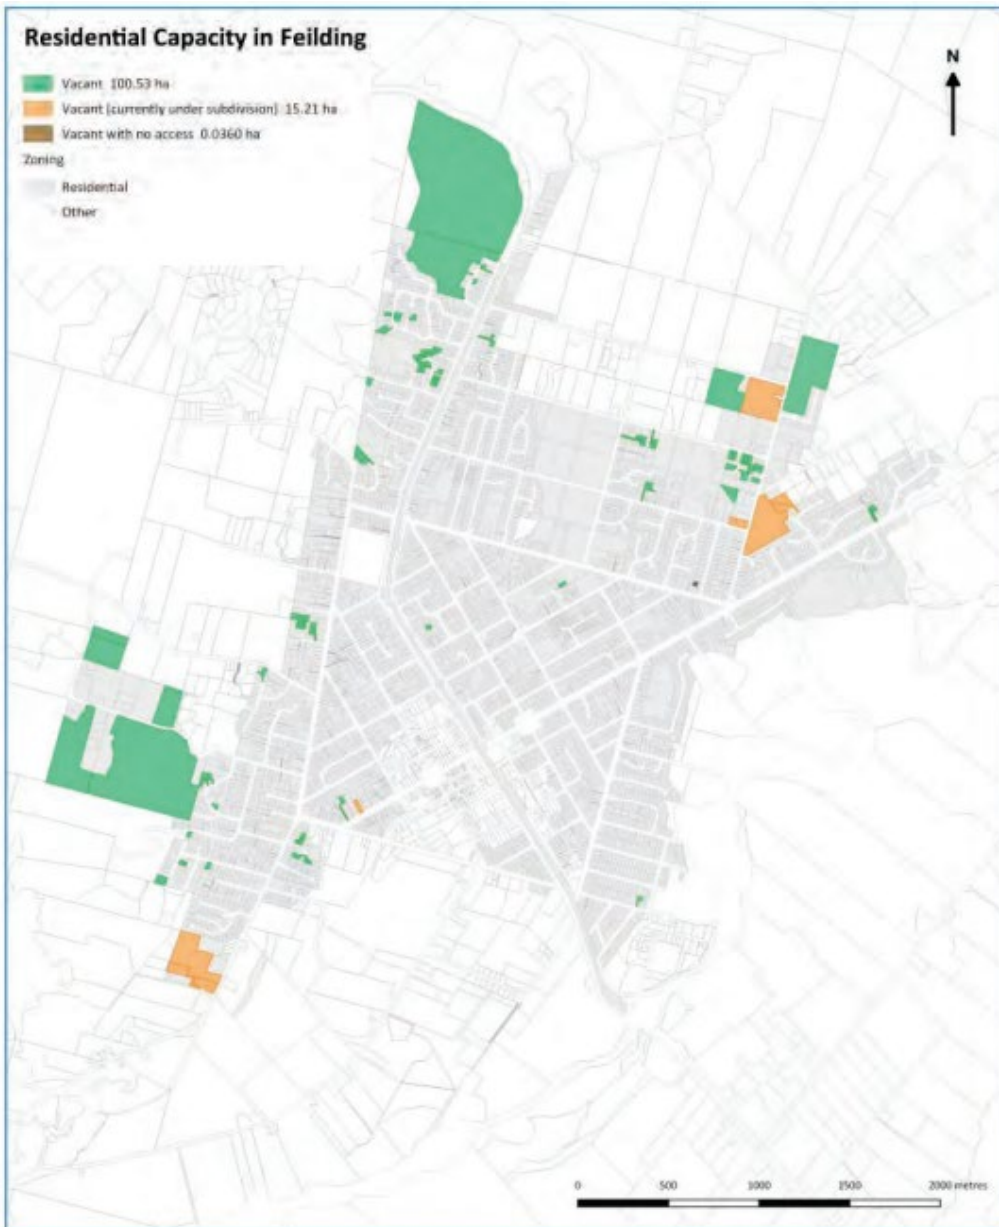 Residential Capacity in Feilding
Vacant 100.53 ha
Vacant (currently under subdivision) 15.21 ha
Vacant with no access 0.0360 ha
Zoning
Residential
Other
N
0 500 1000 1500 2000 metres